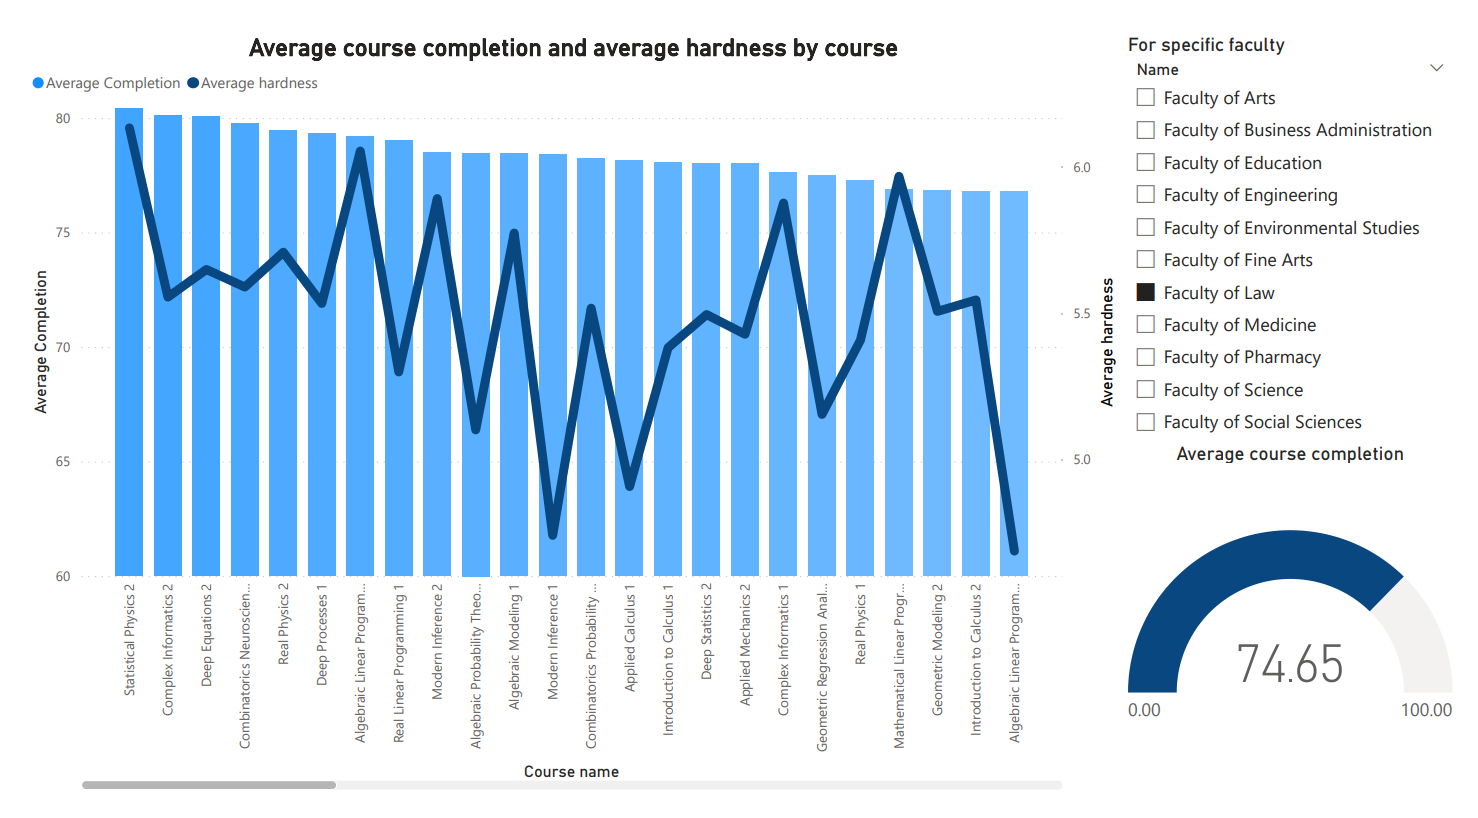 Average course completion and average hardness by course
Average Completion Average hardness
80
75
70
65
60
Average Completion
6.0
5.5
5.0
Average hardness
Statistical Physics 2
Complex Informatics 2
Deep Equations 2
Combinatorics Neuroscien...
Real Physics 2
Deep Processes 1
Algebraic Linear Program...
Real Linear Programming 1
Modern Inference 2
Algebraic Probability Theo...
Algebraic Modeling 1
Modern Inference 1
Combinatorics Probability ...
Applied Calculus 1
Introduction to Calculus 1
Deep Statistics 2
Applied Mechanics 2
Complex Informatics 1
Geometric Regression Anal...
Real Physics 1
Mathematical Linear Progr...
Geometric Modeling 2
Introduction to Calculus 2
Algebraic Linear Program...
Course name
For specific faculty
Name
Faculty of Arts
Faculty of Business Administration
Faculty of Education
Faculty of Engineering
Faculty of Environmental Studies
Faculty of Fine Arts
Faculty of Law
Faculty of Medicine
Faculty of Pharmacy
Faculty of Science
Faculty of Social Sciences
Average course completion
74.65
0.00 100.00